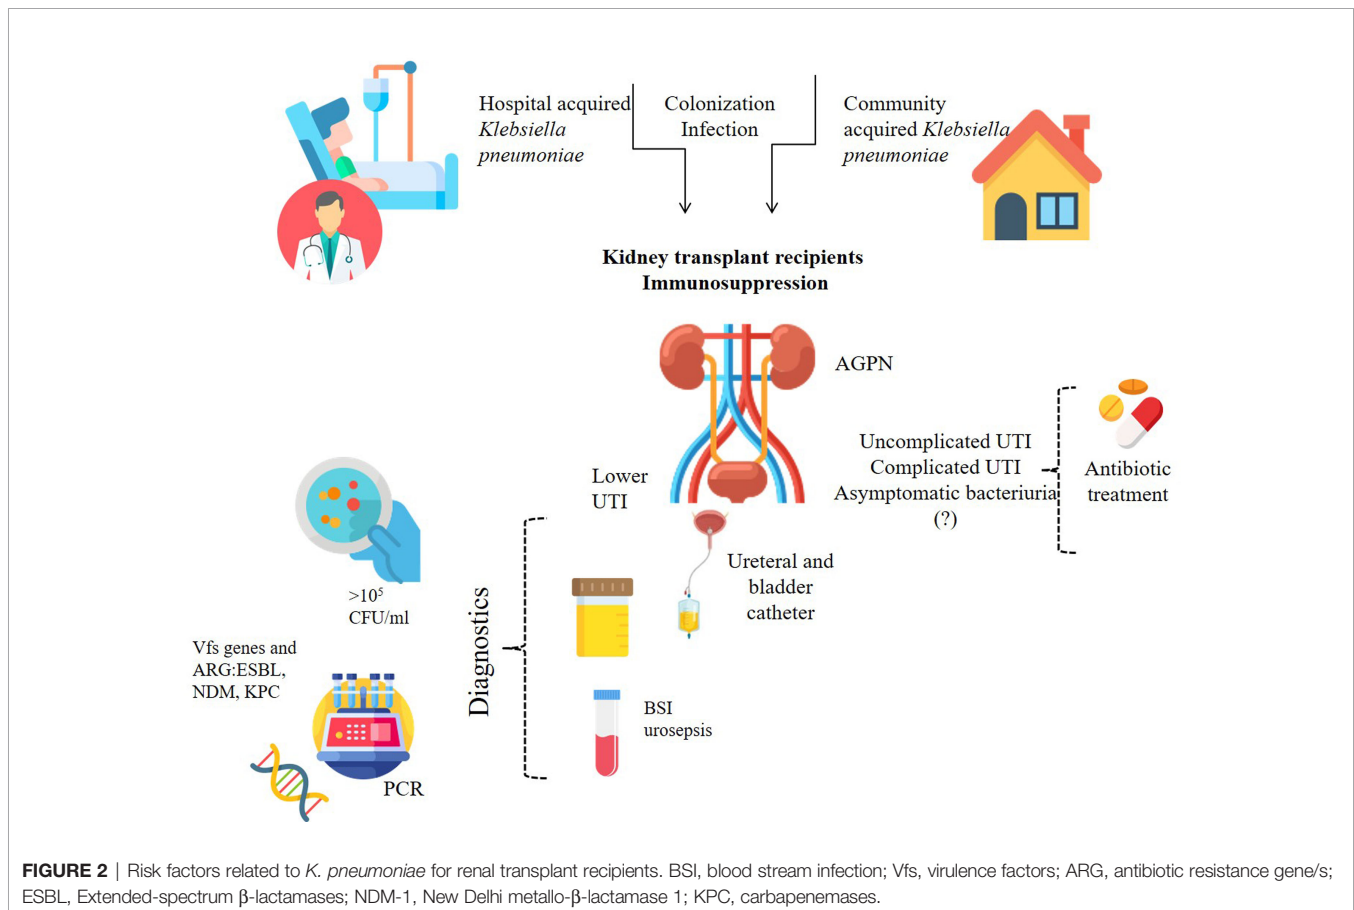 Hospital acquired
Klebsiella
pneumoniae
Colonization
Infection
Community
acquired Klebsiella
pneumoniae
Kidney transplant recipients
Immunosuppression
AGPN
Lower
UTI
Uncomplicated UTI
Complicated UTI
Asymptomatic bacteriuria
(?)
Antibiotic
treatment
Ureteral and
bladder
catheter
>10⁵
CFU/ml
Vfs genes and
ARG:ESBL,
NDM, KPC
PCR
Diagnostics
BSI
urosepsis
FIGURE 2 | Risk factors related to K. pneumoniae for renal transplant recipients. BSI, blood stream infection; Vfs, virulence factors; ARG, antibiotic resistance gene/s;
ESBL, Extended-spectrum β-lactamases; NDM-1, New Delhi metallo-β-lactamase 1; KPC, carbapenemases.